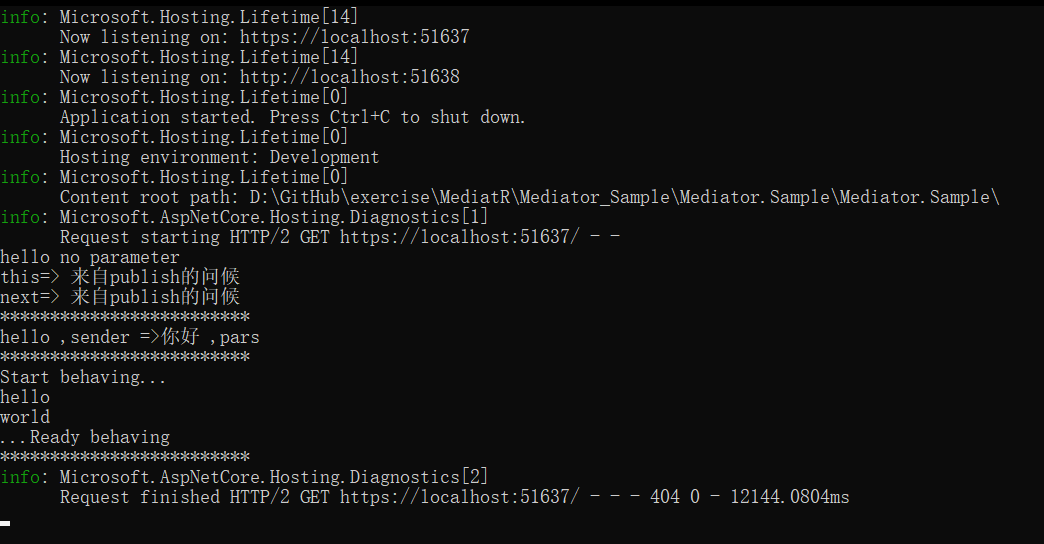 info: Microsoft.Hosting.Lifetime[14]
Now listening on: https://localhost:51637
info: Microsoft.Hosting.Lifetime[14]
Now listening on: http://localhost:51638
info: Microsoft.Hosting.Lifetime[0]
Application started. Press Ctrl+C to shut down.
info: Microsoft.Hosting.Lifetime[0]
Hosting environment: Development
info: Microsoft.Hosting.Lifetime[0]
Content root path: D:\GitHub\exercise\MediatR\Mediator_Sample\Mediator.Sample\Mediator.Sample\
info: Microsoft.AspNetCore.Hosting.Diagnostics[1]
Request starting HTTP/2 GET https://localhost:51637/ - -
hello no parameter
this=> 来自publish的问候
next=> 来自publish的问候
*************************
hello ,sender =>你好 ,pars
*************************
Start behaving...
hello
world
...Ready behaving
*************************
info: Microsoft.AspNetCore.Hosting.Diagnostics[2]
Request finished HTTP/2 GET https://localhost:51637/ - - - 404 0 - 12144.0804ms